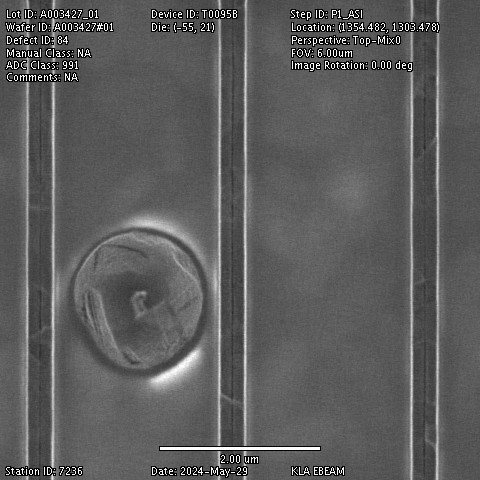 Lot ID: A003427_01 Device ID: T0095B Step ID: P1_ASI
Wafer ID: A003427#01 Die: (-55, 21) Location: (1354.482, 1303.478)
Defect ID: 84 Perspective: Top-Mix0
Manual Class: NA FOV: 6.00um
ADC Class: 991 Image Rotation: 0.00 deg
Comments: NA
2.00 um
Station ID: 7236 Date: 2024-May-29 KLA EBEAM